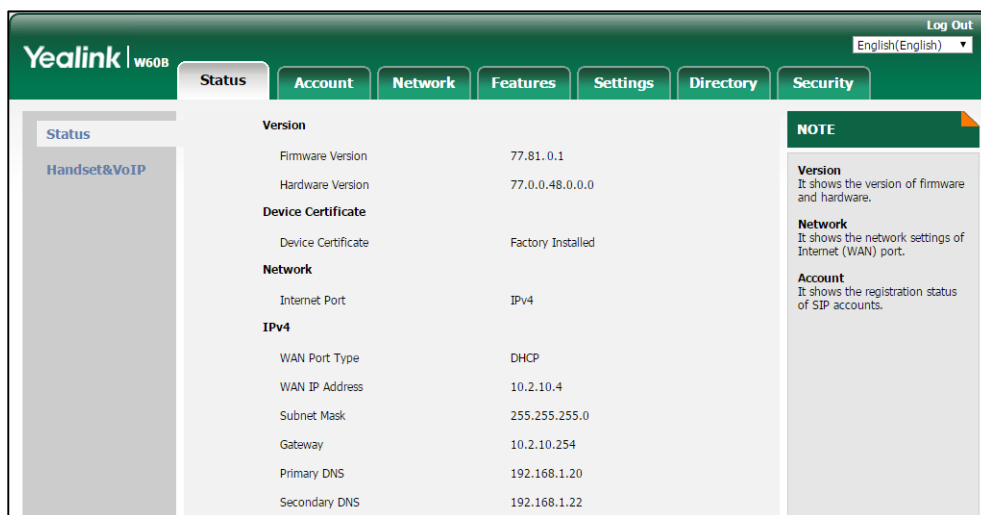 Log Out
English(English)
Yealink W60B
Status Account Network Features Settings Directory Security
Status
Handset&VoIP
Version
Firmware Version 77.81.0.1
Hardware Version 77.0.0.48.0.0.0
Device Certificate
Device Certificate Factory Installed
Network
Internet Port IPv4
IPv4
WAN Port Type DHCP
WAN IP Address 10.2.10.4
Subnet Mask 255.255.255.0
Gateway 10.2.10.254
Primary DNS 192.168.1.20
Secondary DNS 192.168.1.22
NOTE
Version
It shows the version of firmware
and hardware.
Network
It shows the network settings of
Internet (WAN) port.
Account
It shows the registration status
of SIP accounts.